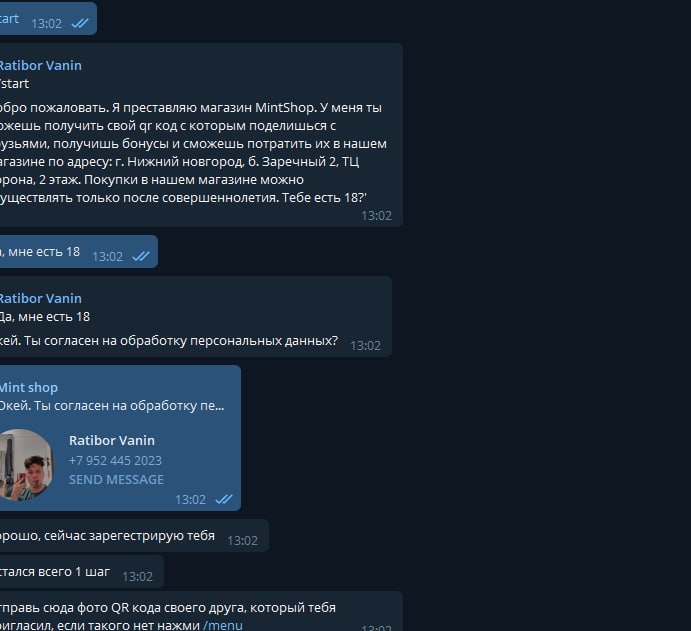 tart 13:02
Ratibor Vanin
/start
обро пожаловать. Я преставляю магазин MintShop. У меня ты
ожешь получить свой qr код с которым поделишься с
рузьями, получишь бонусы и сможешь потратить их в нашем
агазине по адресу: г. Нижний новгород, б. Заречный 2, ТЦ
орона, 2 этаж. Покупки в нашем магазине можно
уществлять только после совершеннолетия. Тебе есть 18?'
13:02
а, мне есть 18 13:02
Ratibor Vanin
Да, мне есть 18
кей. Ты согласен на обработку персональных данных? 13:02
Mint shop
Окей. Ты согласен на обработку пе...
Ratibor Vanin
+7 952 445 2023
SEND MESSAGE
13:02
орошо, сейчас зарегестрирую тебя 13:02
стался всего 1 шаг 13:02
тправь сюда фото QR кода своего друга, который тебя
ригласил, если такого нет нажми /menu 13:02